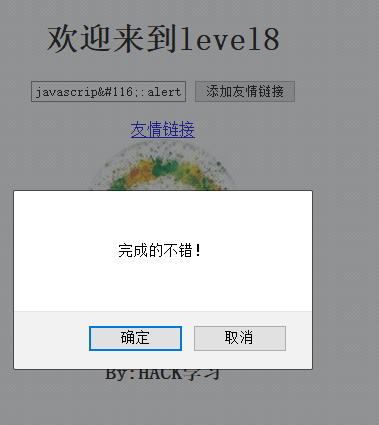 欢迎来到level8
javascrip&#116;:alert
添加友情链接
友情链接
完成的不错!
确定
取消
By:HACK学习